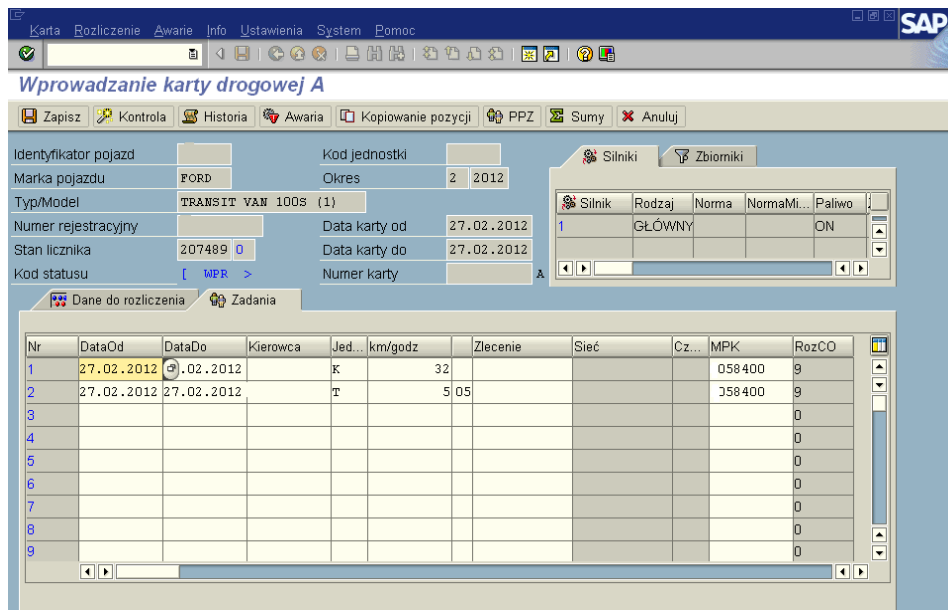 Karta Rozliczenie Awarie Info Ustawienia System Pomoc
SAP
Wprowadzanie karty drogowej A
Zapisz Kontrola Historia Awaria Kopiowanie pozycji PPZ Sumy Anuluj
Identyfikator pojazd Kod jednostki
Marka pojazdu FORD Okres 2 2012
Typ/Model TRANSIT VAN 100S (1)
Numer rejestracyjny Data karty od 27.02.2012
Stan licznika 207489 0 Data karty do 27.02.2012
Kod statusu [ WPR > Numer karty A
Silniki Zbiorniki
Silnik Rodzaj Norma NormaMi... Paliwo
1 GŁÓWNY ON
Dane do rozliczenia Zadania
Nr DataOd DataDo Kierowca Jed... km/godz Zlecenie Sieć Cz... MPK RozCO
1 27.02.2012 .02.2012 K 32 058400 9
2 27.02.2012 27.02.2012 T 5 05 058400 9
3 0
4 0
5 0
6 0
7 0
8 0
9 0